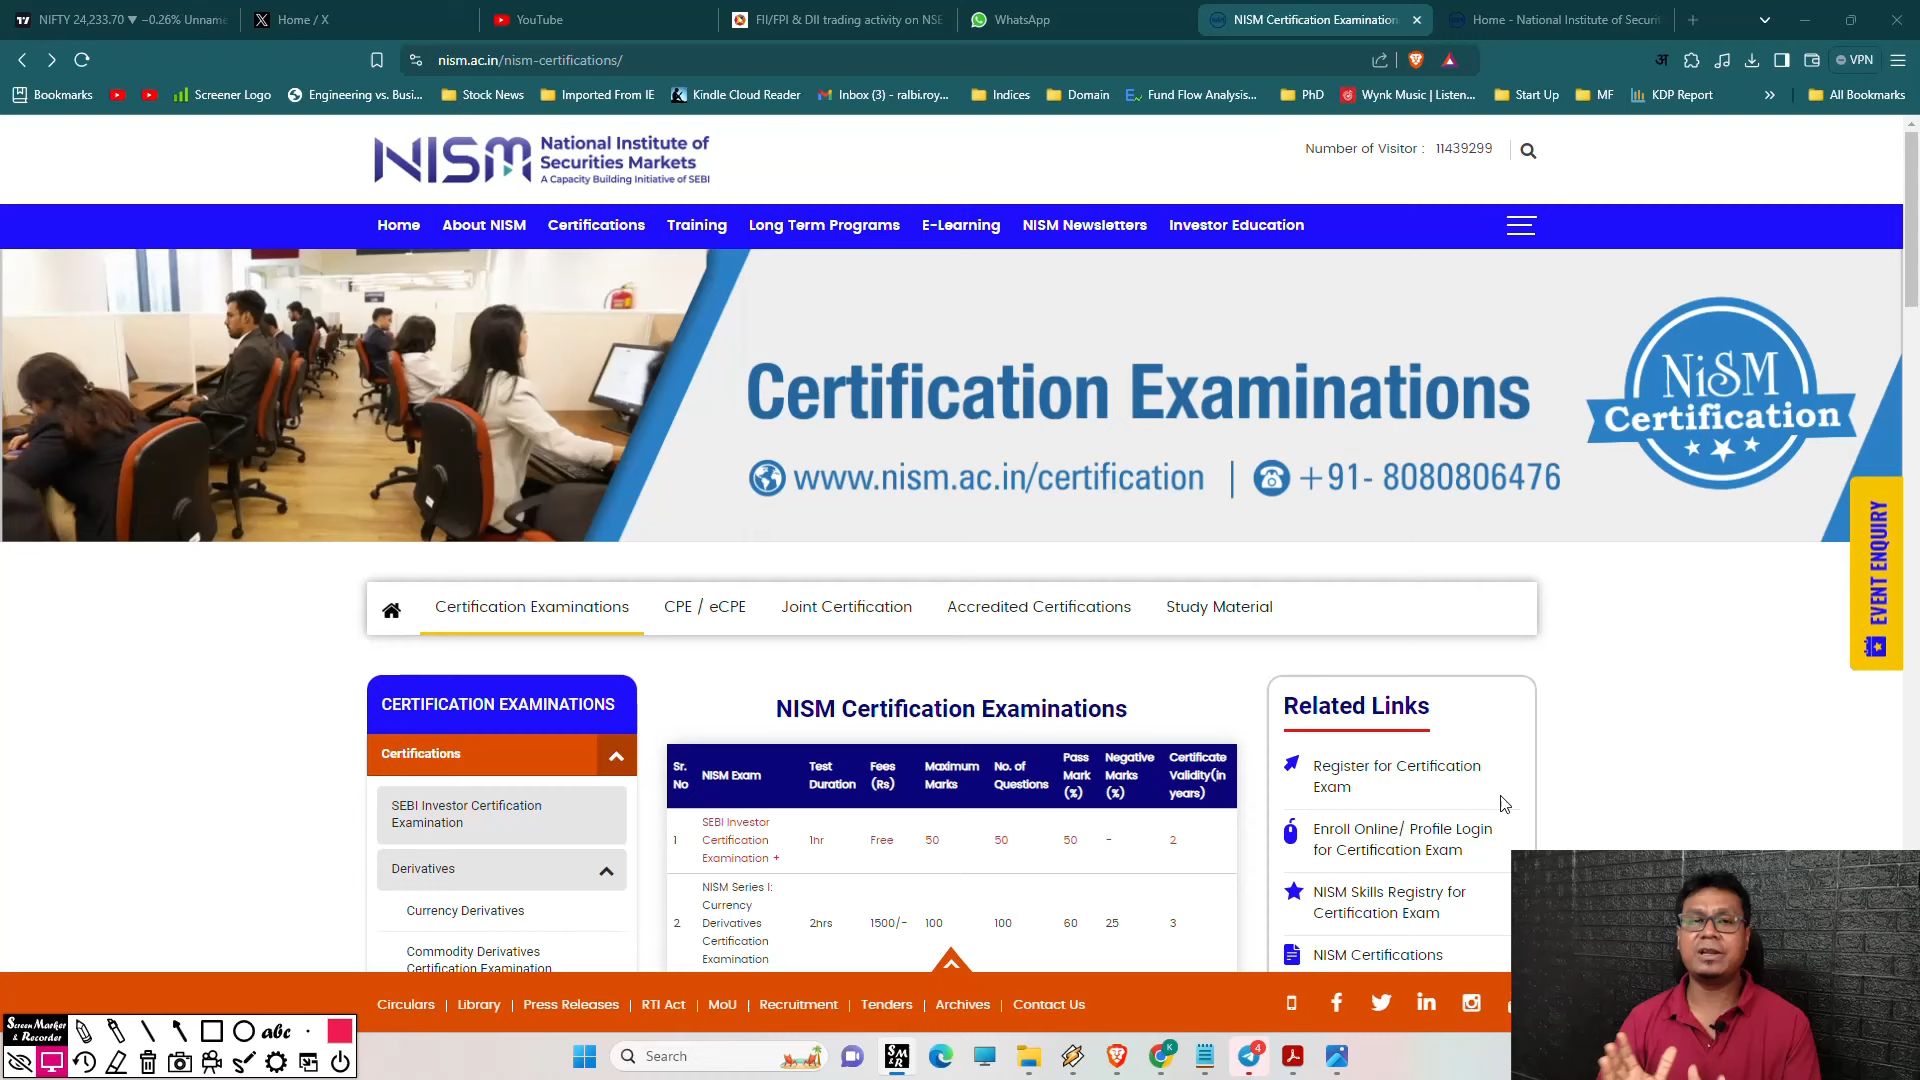 NIFTY 24,233.70 ▼ −0.26% Unname
Home / X
YouTube
FII/FPI & DII trading activity on NSE
WhatsApp
NISM Certification Examination
Home - National Institute of Securit
nism.ac.in/nism-certifications/
अ
VPN
Bookmarks
Screener Logo
Engineering vs. Busi...
Stock News
Imported From IE
Kindle Cloud Reader
Inbox (3) - ralbi.roy...
Indices
Domain
Fund Flow Analysis...
PhD
Wynk Music | Listen...
Start Up
MF
KDP Report
»
All Bookmarks
NISM
National Institute of
Securities Markets
A Capacity Building Initiative of SEBI
Number of Visitor : 11439299
Home
About NISM
Certifications
Training
Long Term Programs
E-Learning
NISM Newsletters
Investor Education
Certification Examinations
www.nism.ac.in/certification | +91- 8080806476
NiSM
Certification
EVENT ENQUIRY
Certification Examinations
CPE / eCPE
Joint Certification
Accredited Certifications
Study Material
CERTIFICATION EXAMINATIONS
Certifications
SEBI Investor Certification
Examination
Derivatives
Currency Derivatives
Commodity Derivatives
Certification Examination
NISM Certification Examinations
Sr. No
NISM Exam
Test Duration
Fees (Rs)
Maximum Marks
No. of Questions
Pass Mark (%)
Negative Marks (%)
Certificate Validity(in years)
1 SEBI Investor Certification Examination + 1hr Free 50 50 50 - 2
2 NISM Series I: Currency Derivatives Certification Examination 2hrs 1500/- 100 100 60 25 3
Related Links
Register for Certification
Exam
Enroll Online/ Profile Login
for Certification Exam
NISM Skills Registry for
Certification Exam
NISM Certifications
Circulars | Library | Press Releases | RTI Act | MoU | Recruitment | Tenders | Archives | Contact Us
Screen Marker
& Recorder
abc
Search
SM
&R
K
4